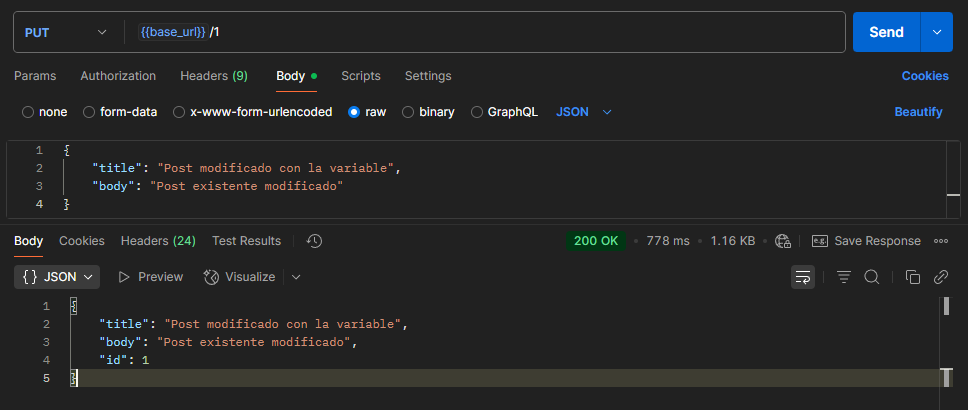 PUT {{base_url}} /1 Send
Params Authorization Headers (9) Body Scripts Settings Cookies
none form-data x-www-form-urlencoded raw binary GraphQL JSON Beautify
1 {
2 "title": "Post modificado con la variable",
3 "body": "Post existente modificado"
4 }
Body Cookies Headers (24) Test Results 200 OK • 778 ms • 1.16 KB • e.g. Save Response
{} JSON Preview Visualize
1 {
2 "title": "Post modificado con la variable",
3 "body": "Post existente modificado",
4 "id": 1
5 }